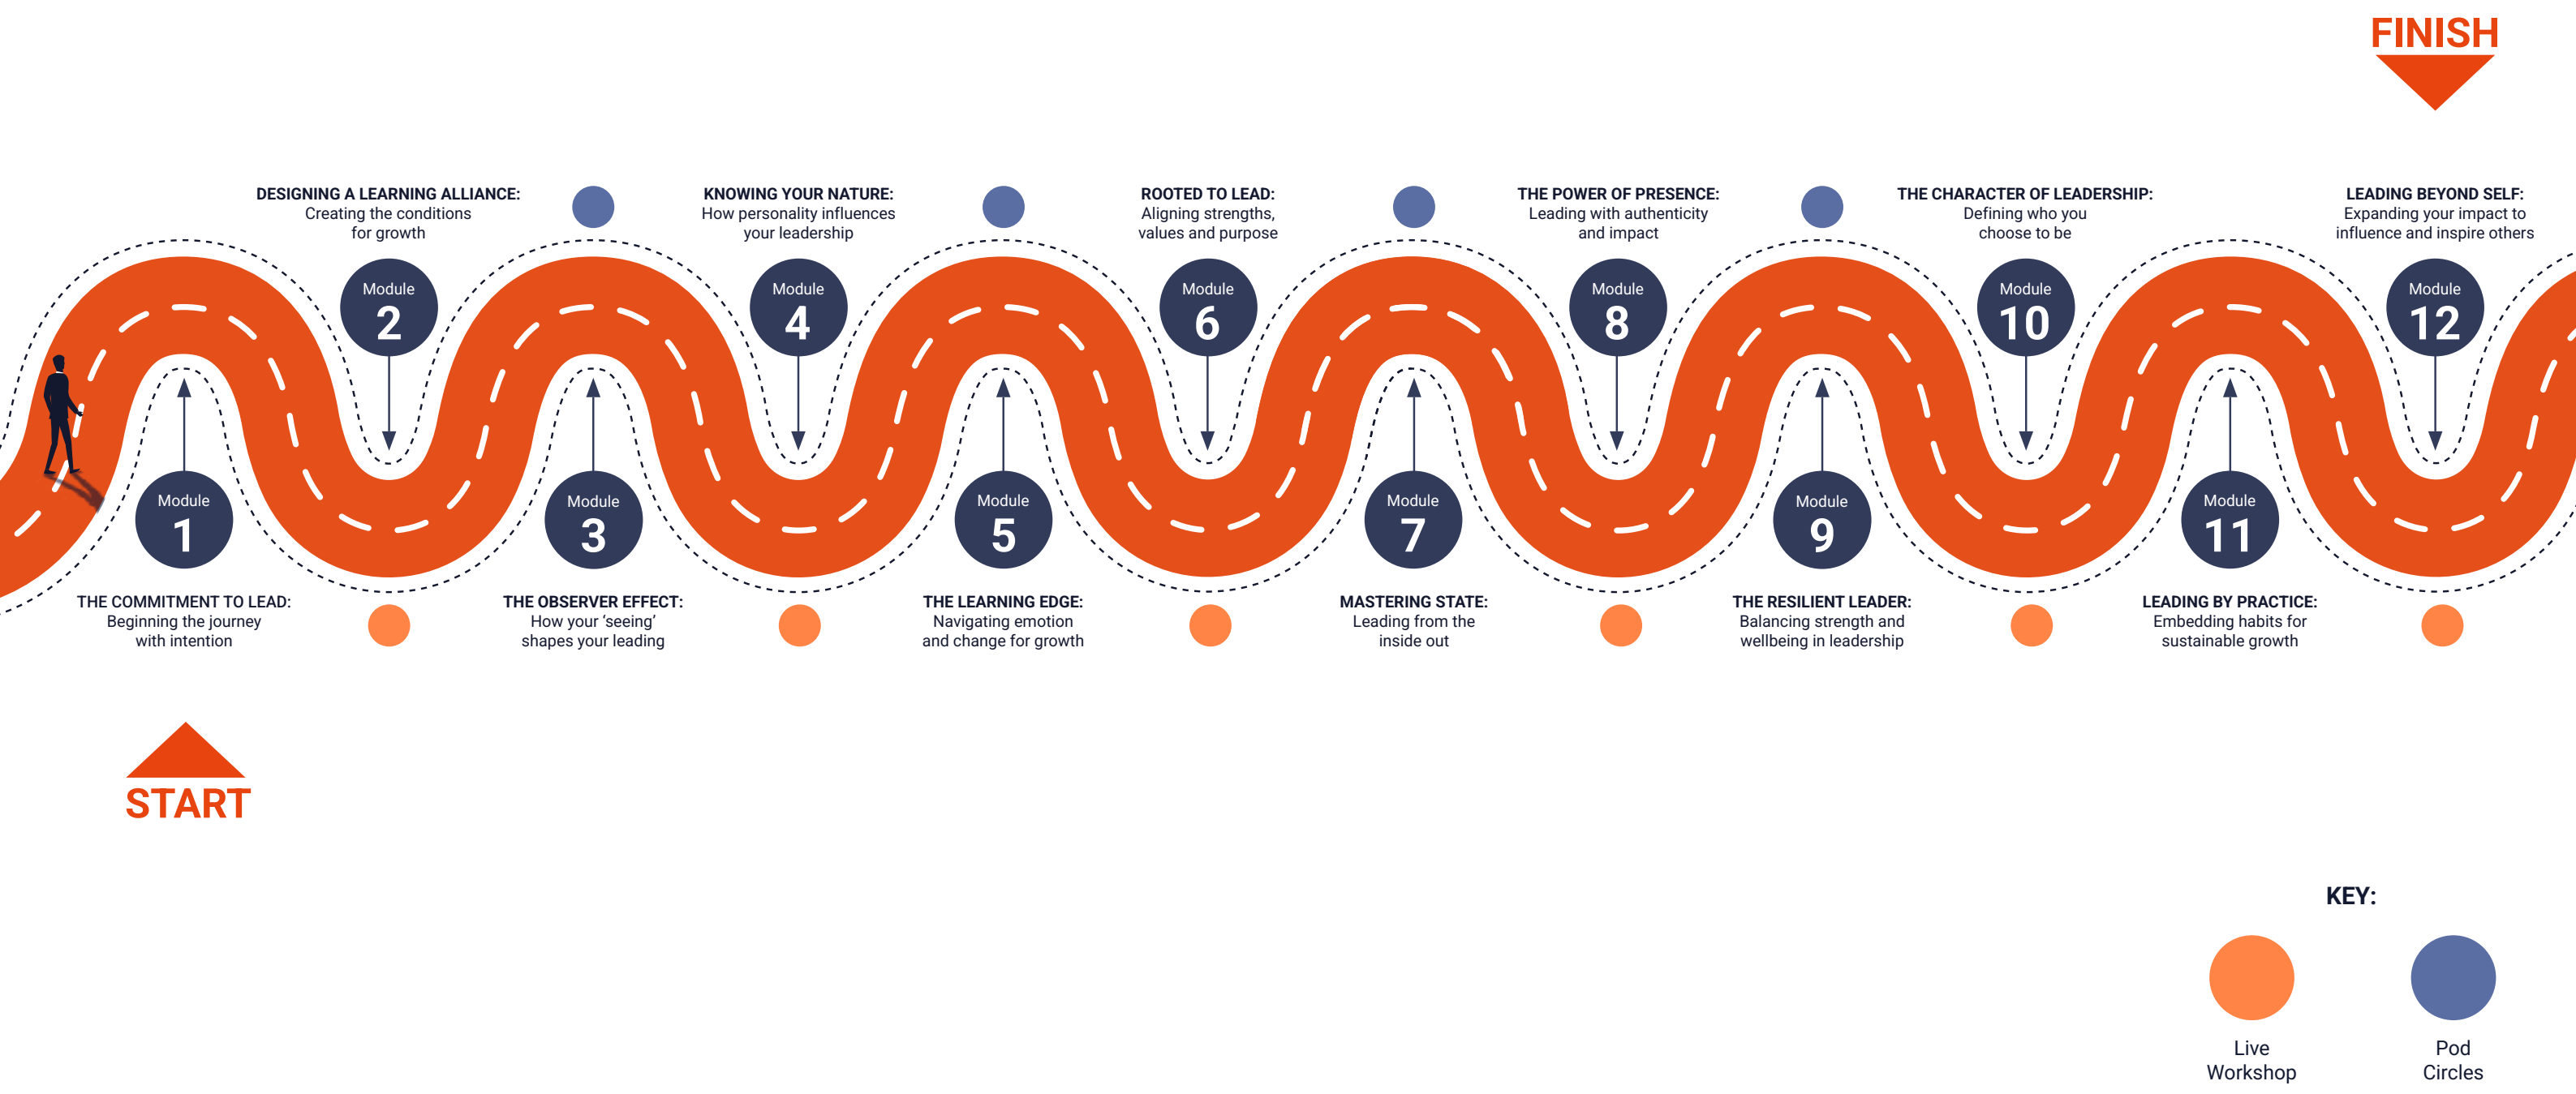 FINISH
DESIGNING A LEARNING ALLIANCE:
Creating the conditions
for growth
KNOWING YOUR NATURE:
How personality influences
your leadership
ROOTED TO LEAD:
Aligning strengths,
values and purpose
THE POWER OF PRESENCE:
Leading with authenticity
and impact
THE CHARACTER OF LEADERSHIP:
Defining who you
choose to be
LEADING BEYOND SELF:
Expanding your impact to
influence and inspire others
Module
2
Module
4
Module
6
Module
8
Module
10
Module
12
Module
1
Module
3
Module
5
Module
7
Module
9
Module
11
THE COMMITMENT TO LEAD:
Beginning the journey
with intention
THE OBSERVER EFFECT:
How your ‘seeing’
shapes your leading
THE LEARNING EDGE:
Navigating emotion
and change for growth
MASTERING STATE:
Leading from the
inside out
THE RESILIENT LEADER:
Balancing strength and
wellbeing in leadership
LEADING BY PRACTICE:
Embedding habits for
sustainable growth
START
KEY:
Live
Workshop
Pod
Circles